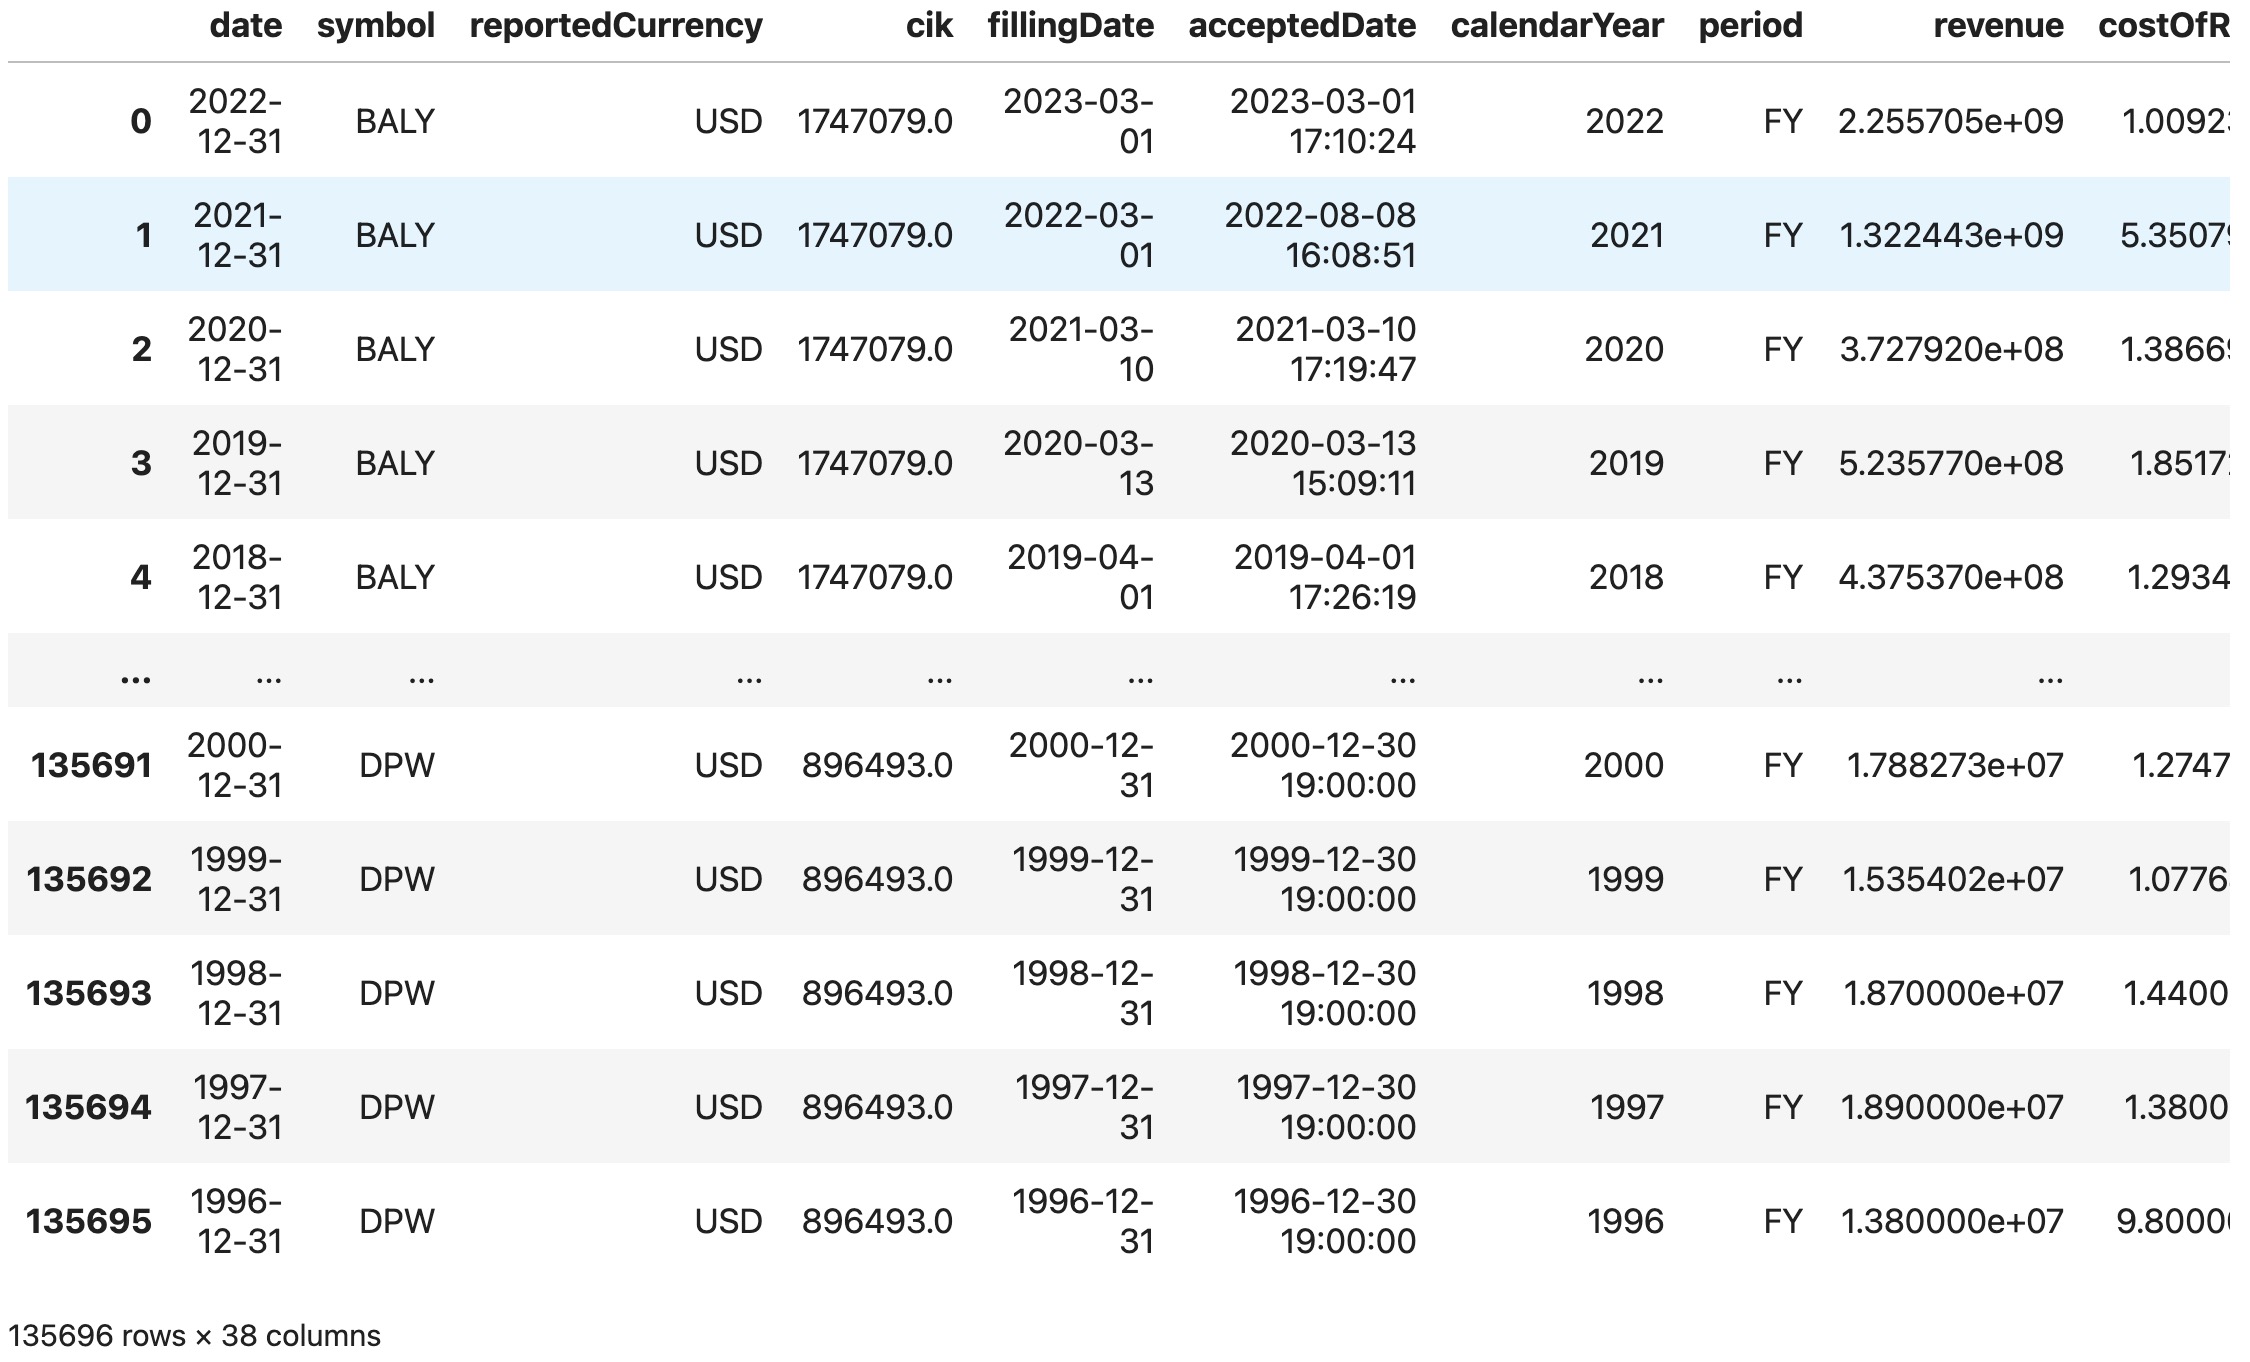 date symbol reportedCurrency cik fillingDate acceptedDate calendarYear period revenue costOfR
0 2022-12-31 BALY USD 1747079.0 2023-03-01 2023-03-01 17:10:24 2022 FY 2.255705e+09 1.00923
1 2021-12-31 BALY USD 1747079.0 2022-03-01 2022-08-08 16:08:51 2021 FY 1.322443e+09 5.35079
2 2020-12-31 BALY USD 1747079.0 2021-03-10 2021-03-10 17:19:47 2020 FY 3.727920e+08 1.38669
3 2019-12-31 BALY USD 1747079.0 2020-03-13 2020-03-13 15:09:11 2019 FY 5.235770e+08 1.8517
4 2018-12-31 BALY USD 1747079.0 2019-04-01 2019-04-01 17:26:19 2018 FY 4.375370e+08 1.2934
... ... ... ... ... ... ... ... ... ...
135691 2000-12-31 DPW USD 896493.0 2000-12-31 2000-12-30 19:00:00 2000 FY 1.788273e+07 1.2747
135692 1999-12-31 DPW USD 896493.0 1999-12-31 1999-12-30 19:00:00 1999 FY 1.535402e+07 1.0776
135693 1998-12-31 DPW USD 896493.0 1998-12-31 1998-12-30 19:00:00 1998 FY 1.870000e+07 1.4400
135694 1997-12-31 DPW USD 896493.0 1997-12-31 1997-12-30 19:00:00 1997 FY 1.890000e+07 1.3800
135695 1996-12-31 DPW USD 896493.0 1996-12-31 1996-12-30 19:00:00 1996 FY 1.380000e+07 9.8000
135696 rows × 38 columns